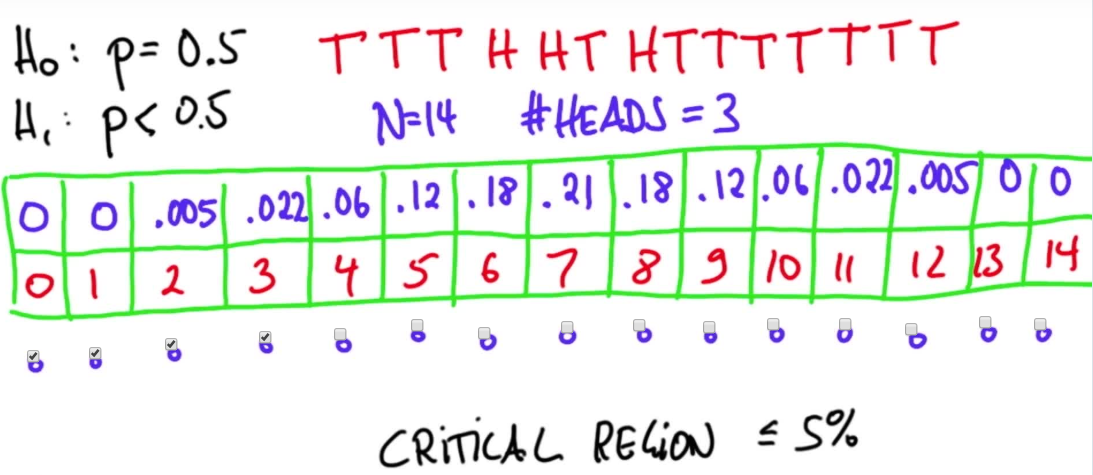 H₀: p = 0.5 T T T H H T H T T T T T T T
H₁: p < 0.5 N=14 #HEADS = 3
0 0 .005 .022 .06 .12 .18 .21 .18 .12 .06 .022 .005 0 0
0 1 2 3 4 5 6 7 8 9 10 11 12 13 14
CRITICAL REGION ≤ 5%